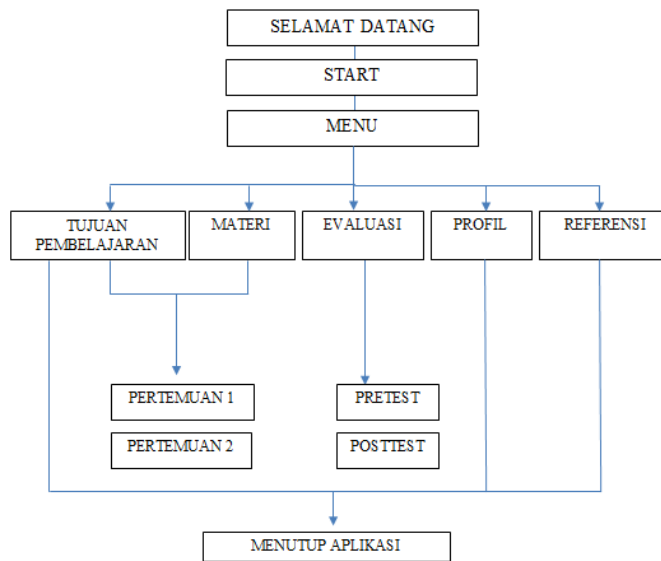 SELAMAT DATANG
START
MENU
TUJUAN
PEMBELAJARAN
MATERI
EVALUASI
PROFIL
REFERENSI
PERTEMUAN 1
PRETEST
PERTEMUAN 2
POSTTEST
MENUTUP APLIKASI